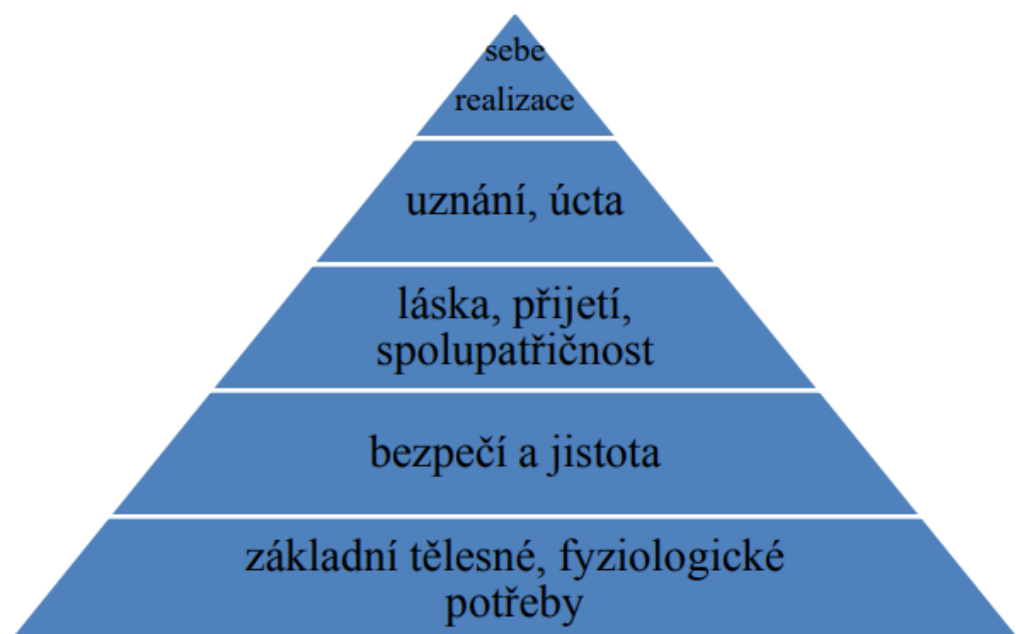 sebe
realizace
uznání, úcta
láska, přijetí,
spolupatřičnost
bezpečí a jistota
základní tělesné, fyziologické
potřeby